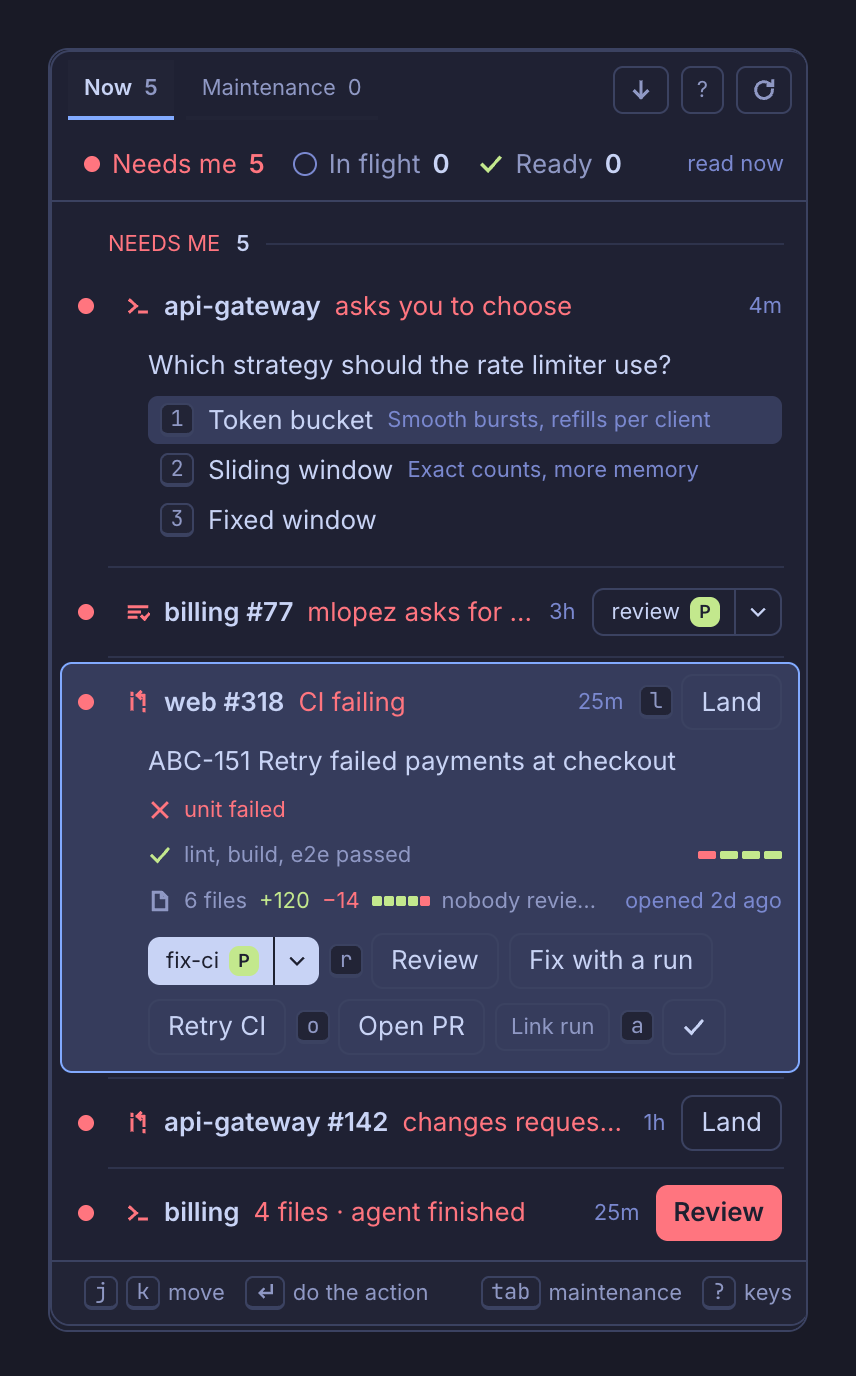 Now 5 Maintenance 0 ?
Needs me 5 In flight 0 Ready 0 read now
NEEDS ME 5
api-gateway asks you to choose 4m
Which strategy should the rate limiter use?
1 Token bucket Smooth bursts, refills per client
2 Sliding window Exact counts, more memory
3 Fixed window
billing #77 mlopez asks for ... 3h review P
web #318 CI failing 25m l Land
ABC-151 Retry failed payments at checkout
unit failed
lint, build, e2e passed
6 files +120 −14 nobody revie... opened 2d ago
fix-ci P r Review Fix with a run
Retry CI o Open PR Link run a
api-gateway #142 changes reques... 1h Land
billing 4 files · agent finished 25m Review
j k move do the action tab maintenance ? keys